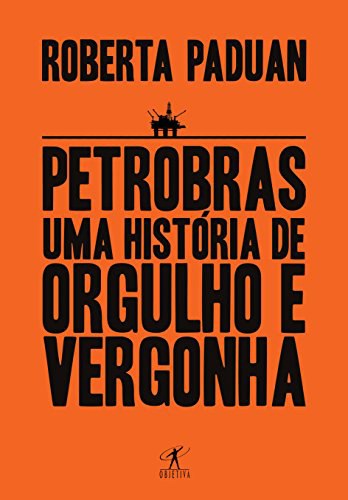 ROBERTA PADUAN
PETROBRAS
UMA HISTÓRIA DE
ORGULHO E
VERGONHA
OBJETIVA